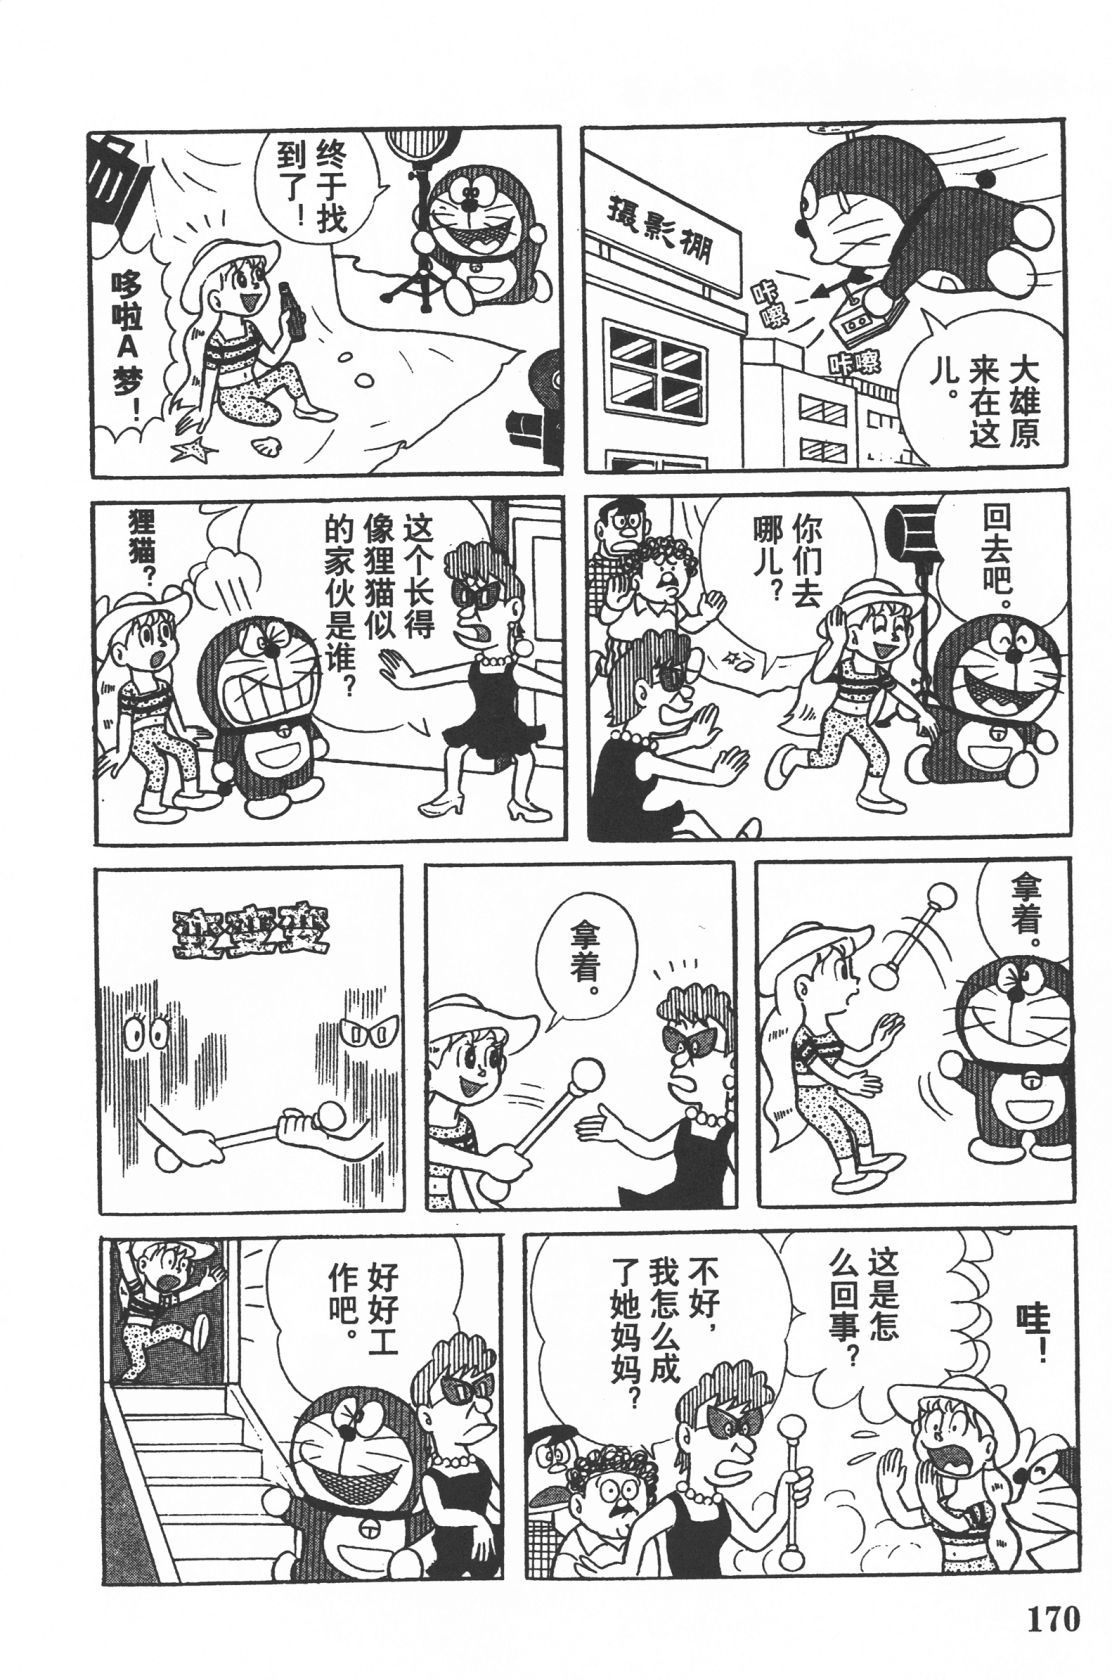 摄影棚
咔
嚓
咔嚓
大雄原
来在这
儿。
终于找
到了！
哆啦A梦！
回去吧。
你们去
哪儿？
这个长得
像狸猫似
的家伙是谁？
狸猫？
拿着。
拿着。
变变变
哇！
这是怎
么回事？
不好，
我怎么成
了她妈妈？
好好工
作吧。
170